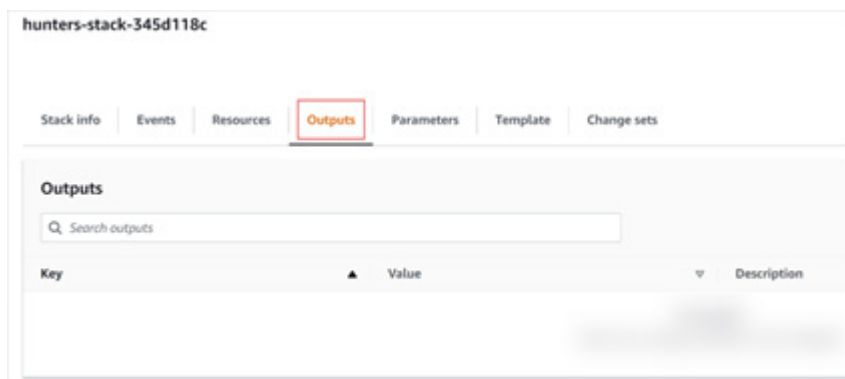 hunters-stack-345d118c
Stack info Events Resources Outputs Parameters Template Change sets
Outputs
Search outputs
Key Value Description